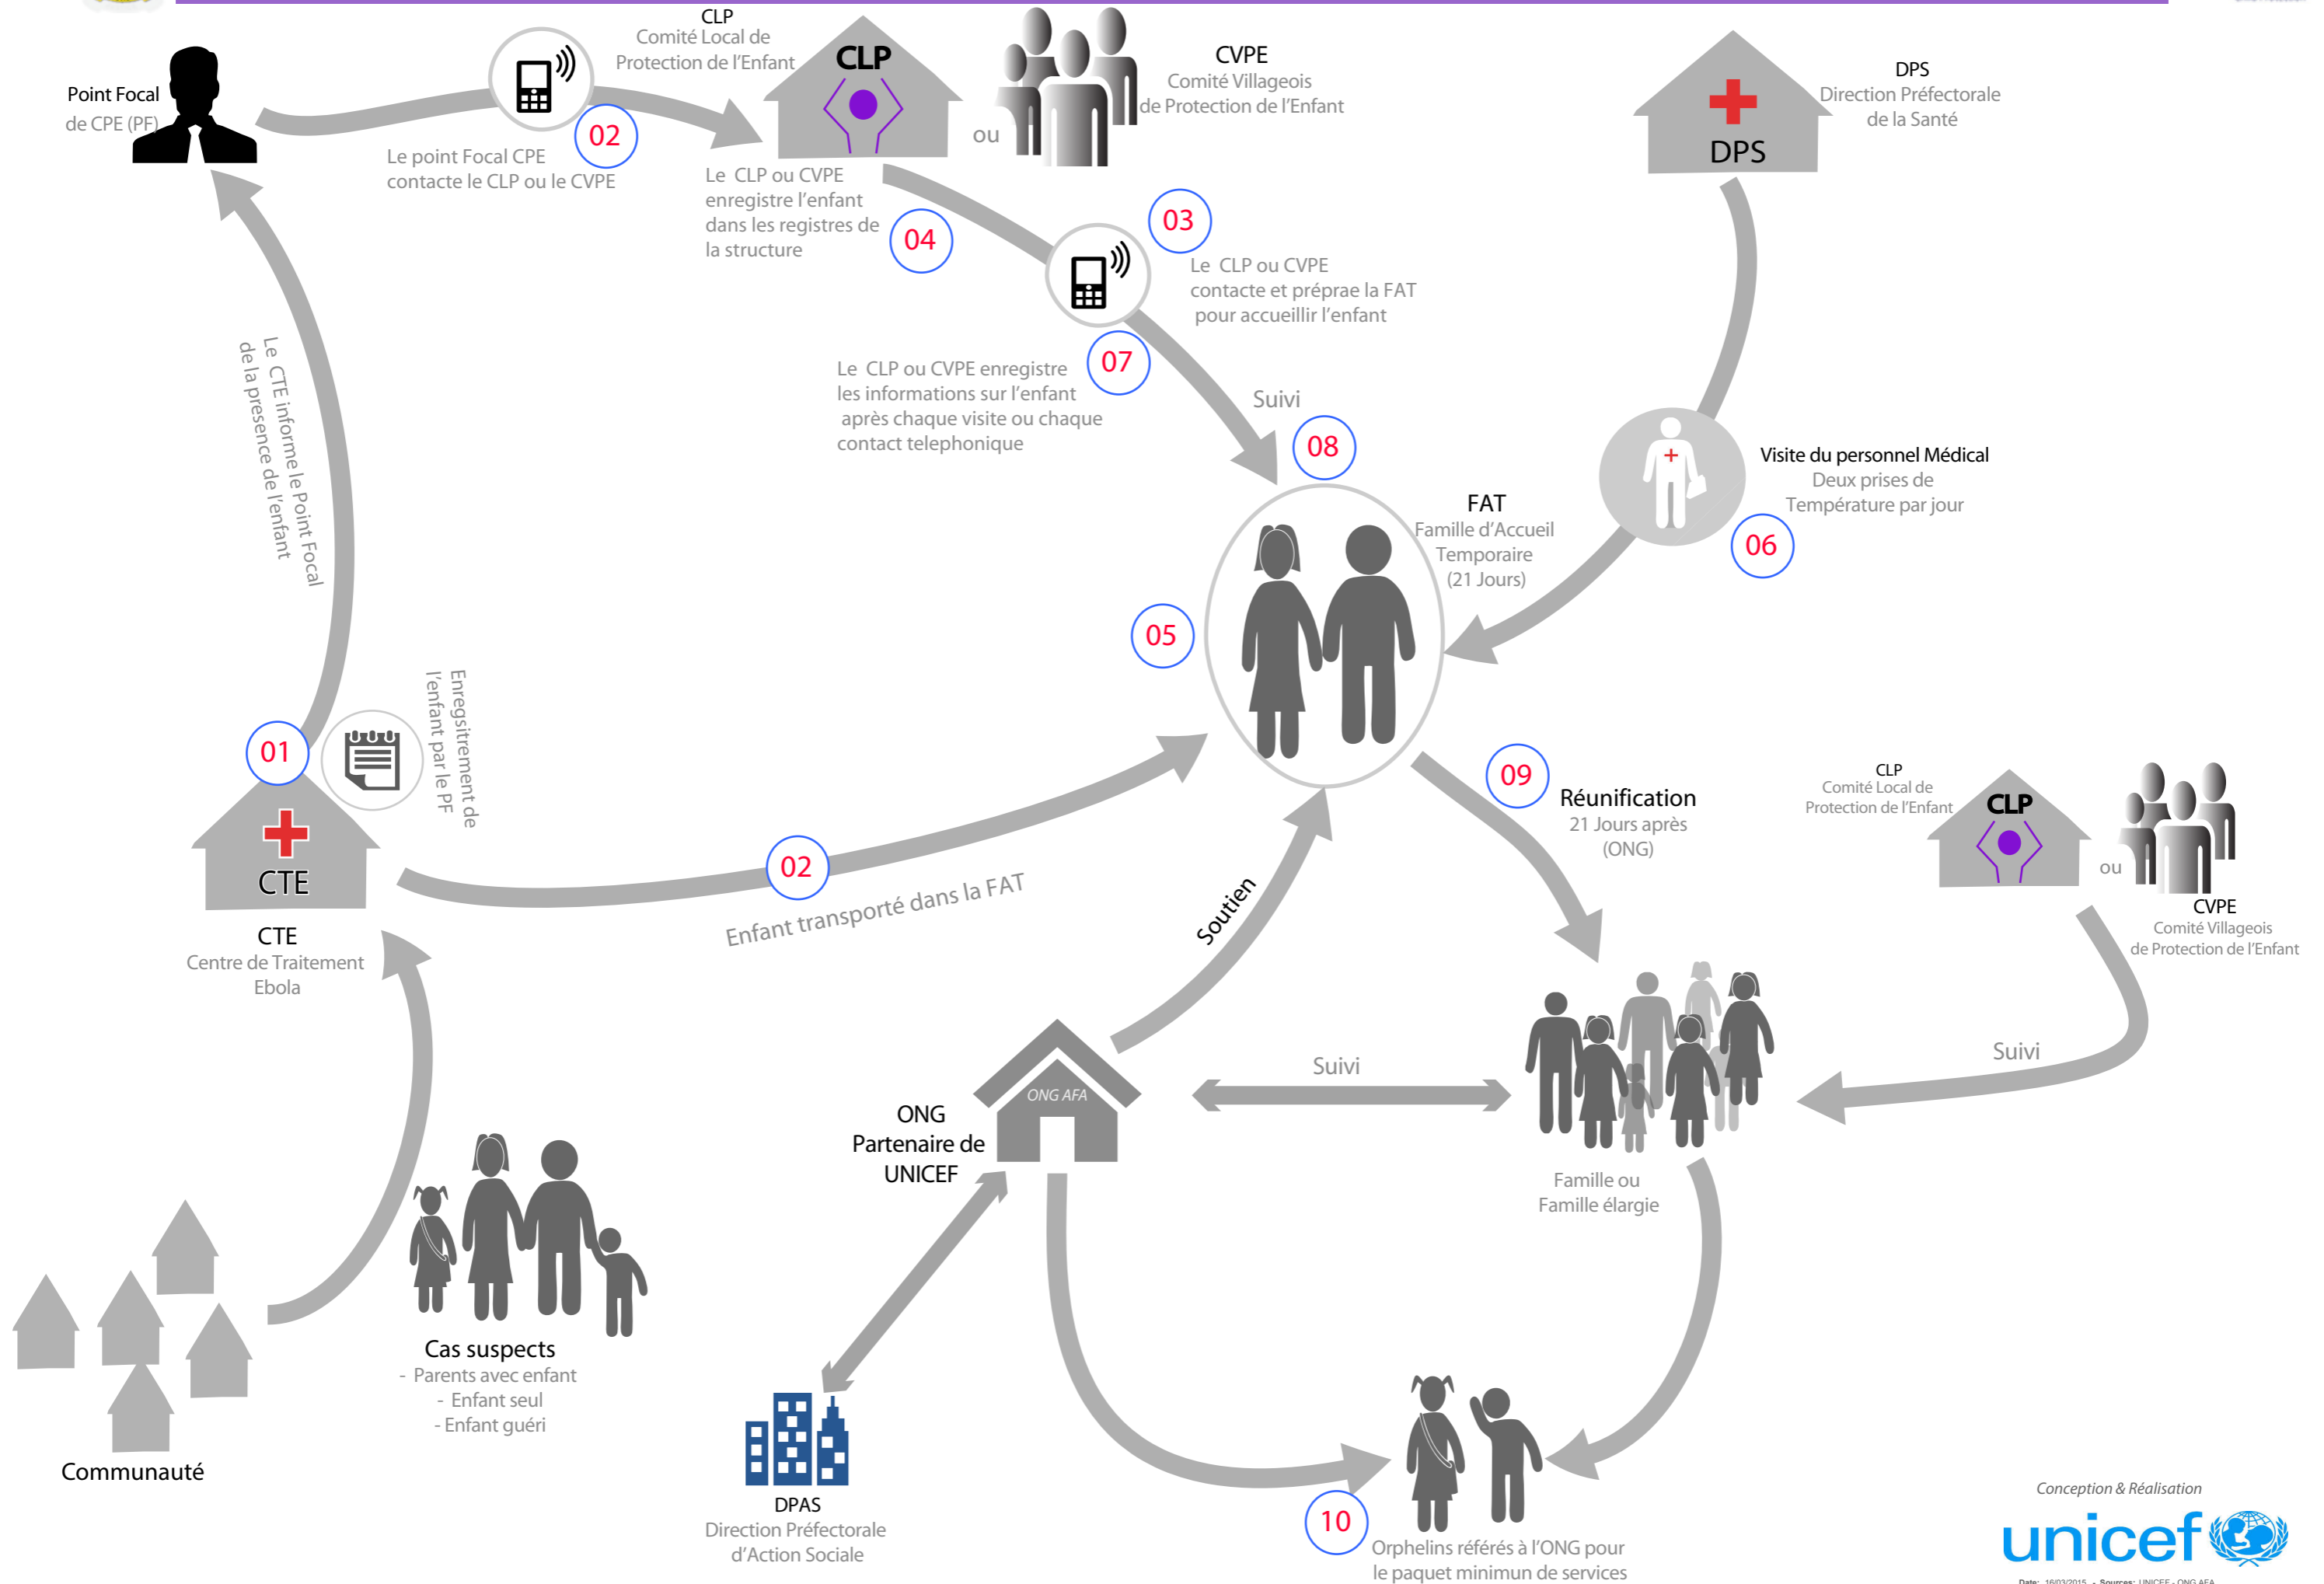 Point Focal
de CPE (PF)
02
Le point Focal CPE
contacte le CLP ou le CVPE
CLP
Comité Local de
Protection de l'Enfant
CLP
ou
CVPE
Comité Villageois
de Protection de l'Enfant
DPS
DPS
Direction Préfectorale
de la Santé
Le CLP ou CVPE
enregistre l'enfant
dans les registres de
la structure
04
03
Le CLP ou CVPE
contacte et préprae la FAT
pour accueillir l'enfant
07
Le CLP ou CVPE enregistre
les informations sur l'enfant
après chaque visite ou chaque
contact telephonique
Suivi
08
Le CTE informe le Point Focal
de la presence de l'enfant
FAT
Famille d'Accueil
Temporaire
(21 Jours)
05
Visite du personnel Médical
Deux prises de
Température par jour
06
01
Enregsitrement de
l'enfant par le PF
CTE
CTE
Centre de Traitement
Ebola
02
Enfant transporté dans la FAT
09
Réunification
21 Jours après
(ONG)
CLP
Comité Local de
Protection de l'Enfant
CLP
ou
CVPE
Comité Villageois
de Protection de l'Enfant
Soutien
Suivi
Suivi
ONG AFA
ONG
Partenaire de
UNICEF
Famille ou
Famille élargie
Cas suspects
- Parents avec enfant
- Enfant seul
- Enfant guéri
Communauté
DPAS
Direction Préfectorale
d'Action Sociale
10
Orphelins référés à l'ONG pour
le paquet minimun de services
Conception & Réalisation
unicef
Date: 16/03/2015 - Sources: UNICEF - ONG AFA